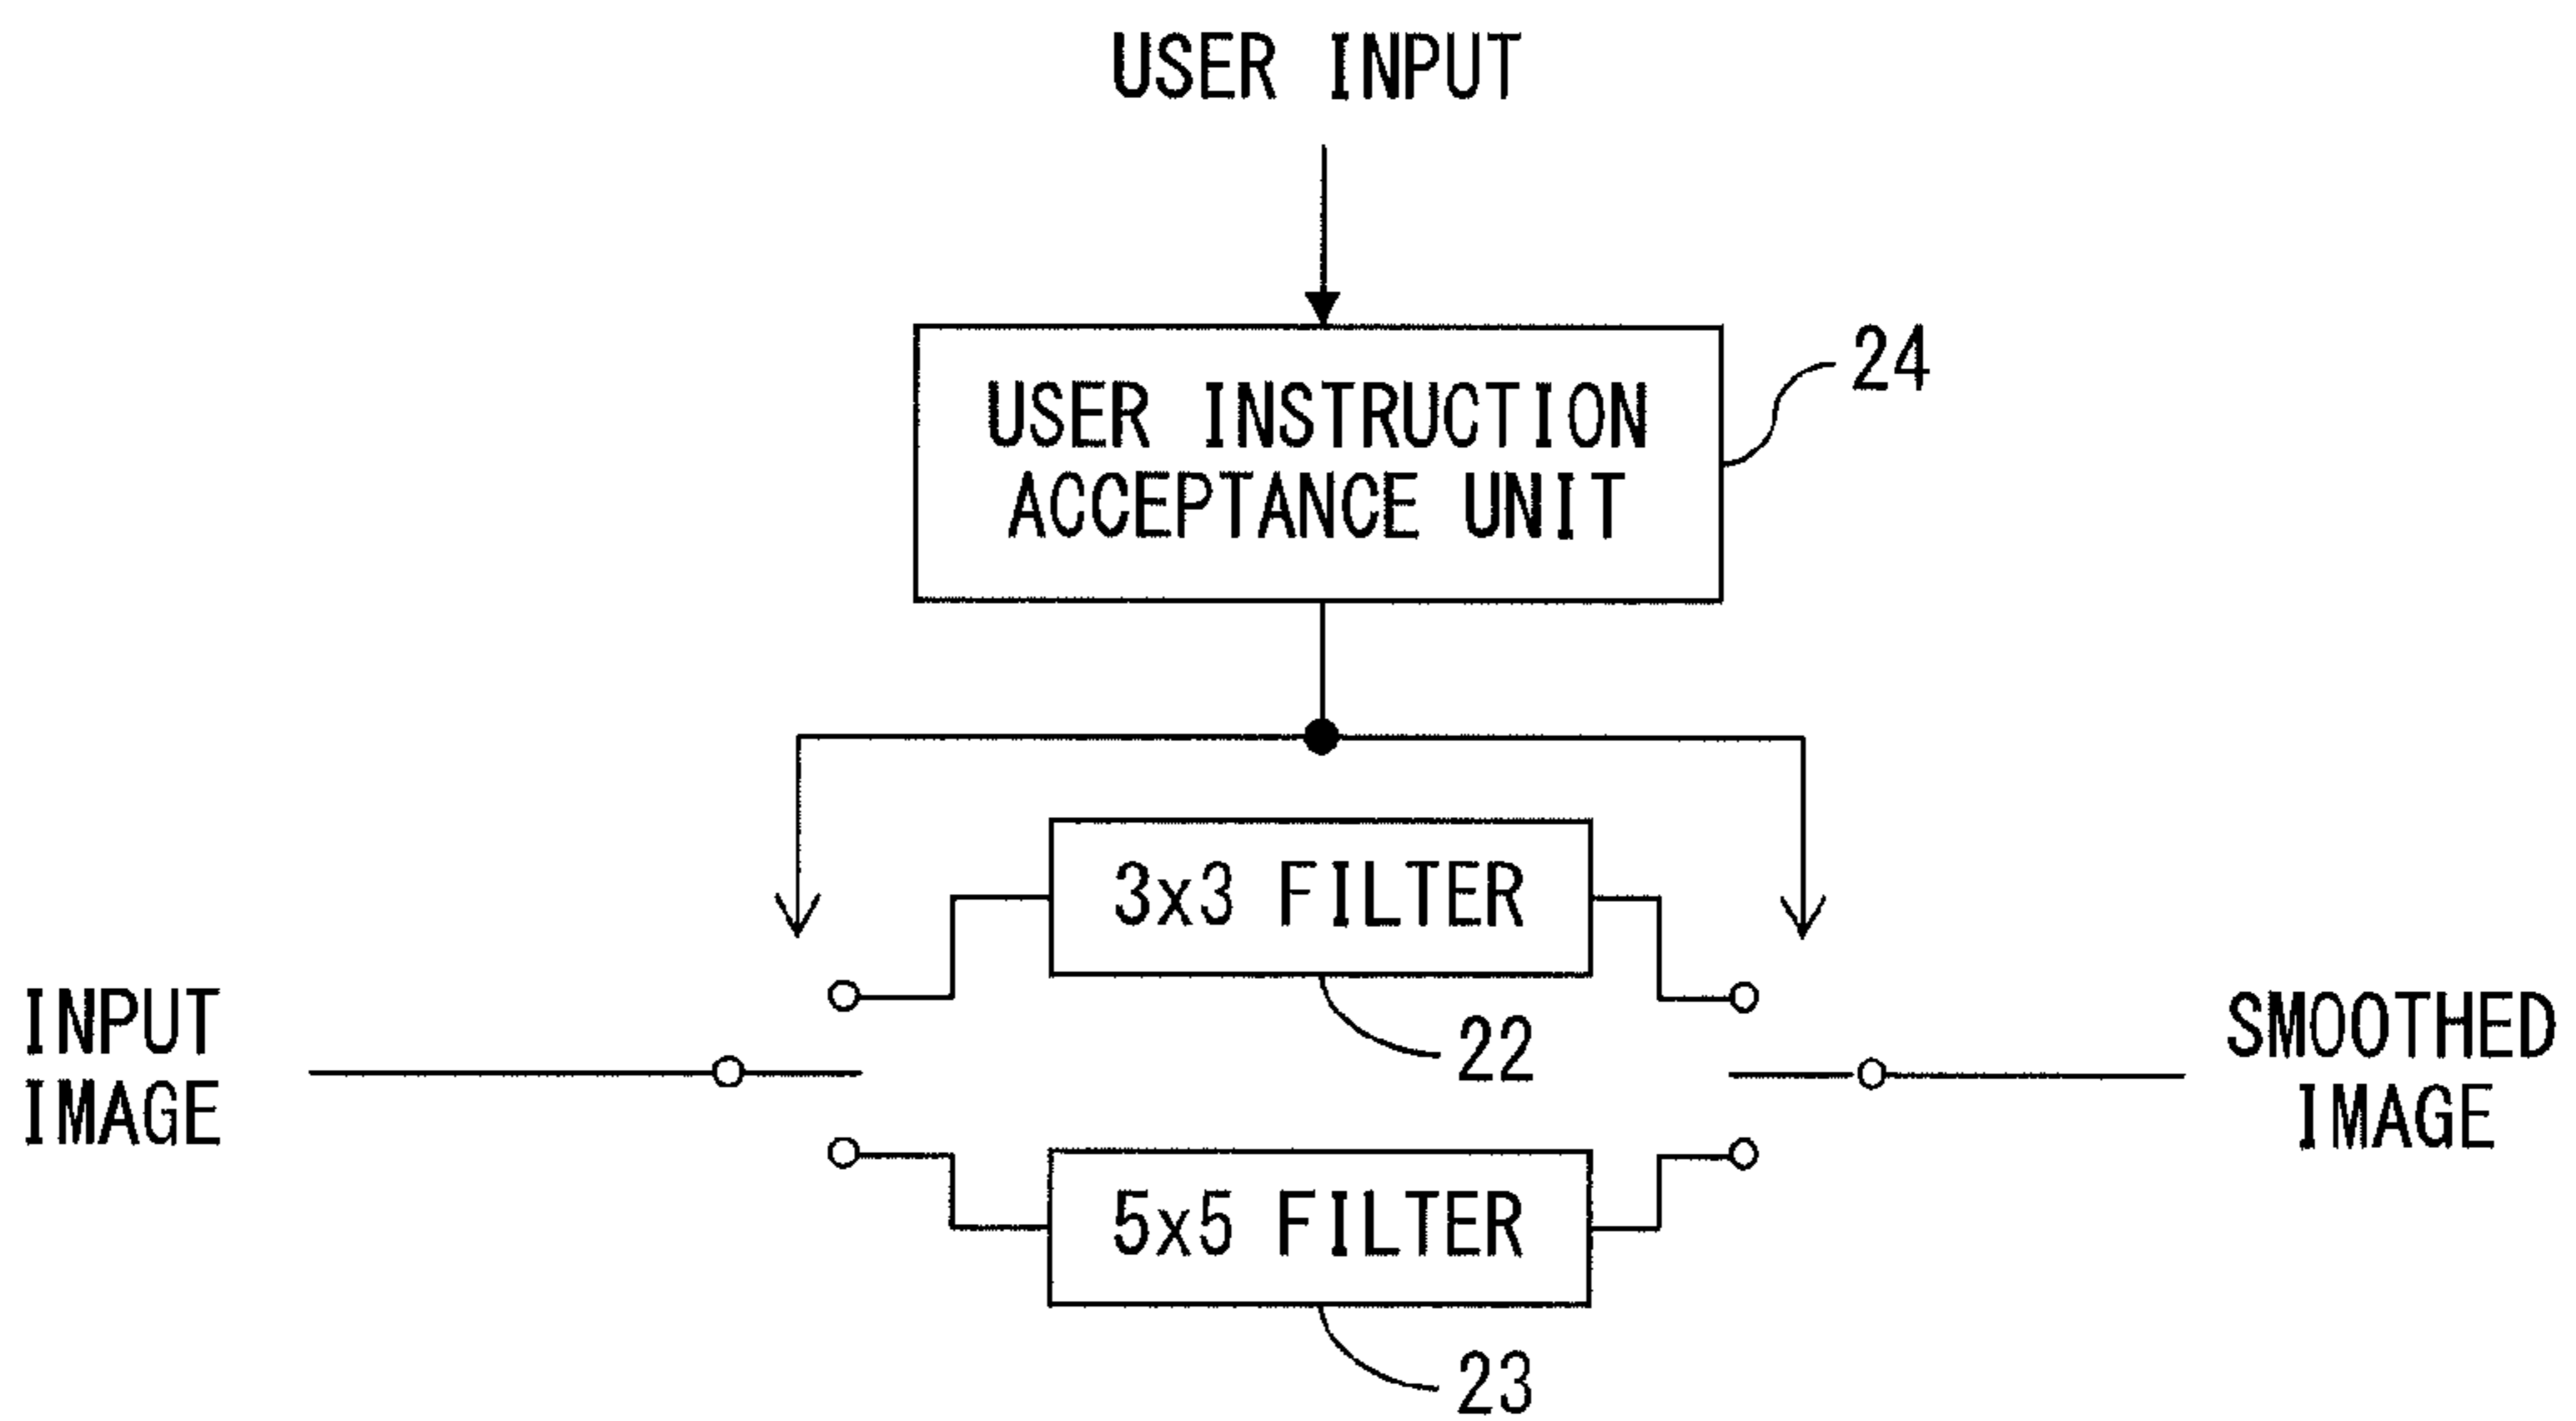 USER INPUT
USER INSTRUCTION
ACCEPTANCE UNIT
24
3x3 FILTER
22
INPUT
IMAGE
SMOOTHED
IMAGE
5x5 FILTER
23